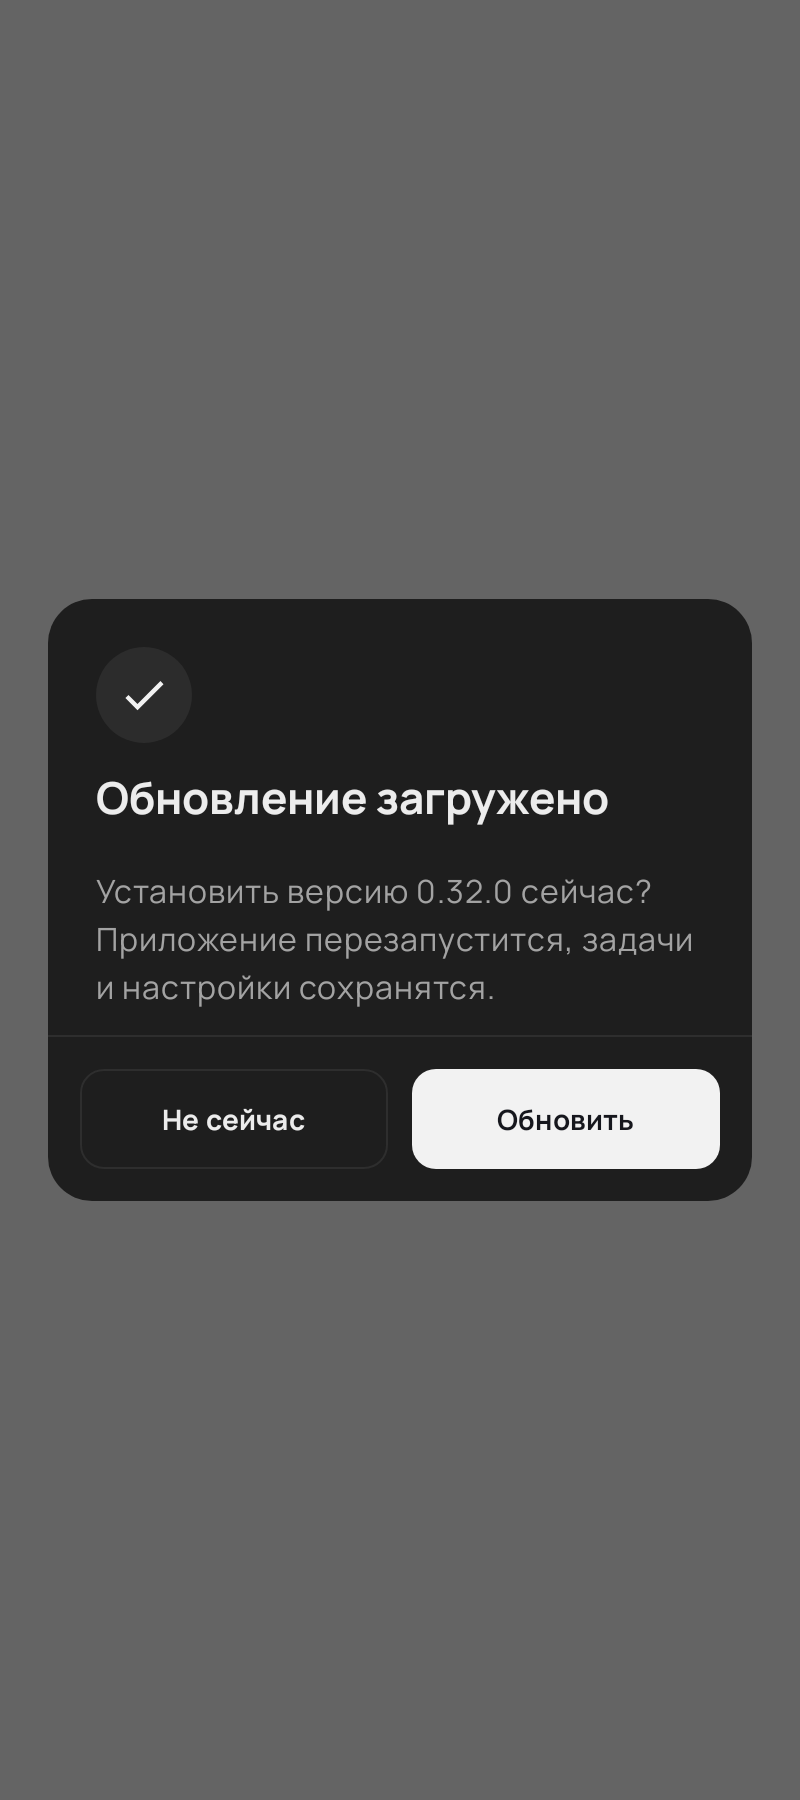 Обновление загружено
Установить версию 0.32.0 сейчас?
Приложение перезапустится, задачи
и настройки сохранятся.
Не сейчас
Обновить